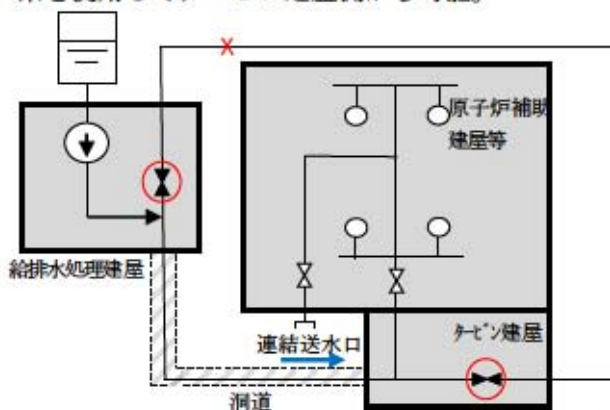 原子炉補助
建屋等
給排水処理建屋
連結送水口
タービン建屋
洞道